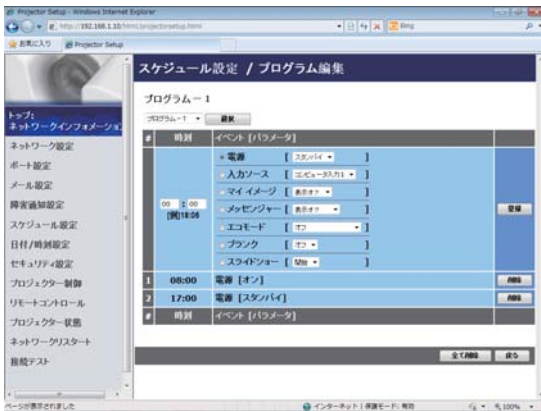 Projector Setup - Windows Internet Explorer
http://192.168.1.10/html/projectorsetup.html
Bing
お気に入り
Projector Setup
トップ:
ネットワークインフォメーション
ネットワーク設定
ポート設定
メール設定
障害通知設定
スケジュール設定
日付/時刻設定
セキュリティ設定
プロジェクター制御
リモートコントロール
プロジェクター状態
ネットワークリスタート
接続テスト
スケジュール設定 / プログラム編集
プログラム－1
プログラム-1 選択
# 時刻 イベント [パラメータ]
00 : 00
[例]18:06
電源 [ スタンバイ ]
入力ソース [ コンピュータ入力1 ]
マイ イメージ [ 表示オフ ]
メッセンジャー [ 表示オフ ]
エコモード [ オフ ]
ブランク [ オフ ]
スライドショー [ 開始 ]
登録
1 08:00 電源 [オン] 削除
2 17:00 電源 [スタンバイ] 削除
# 時刻 イベント [パラメータ]
全て削除 戻る
ページが表示されました
インターネット | 保護モード: 無効
100%